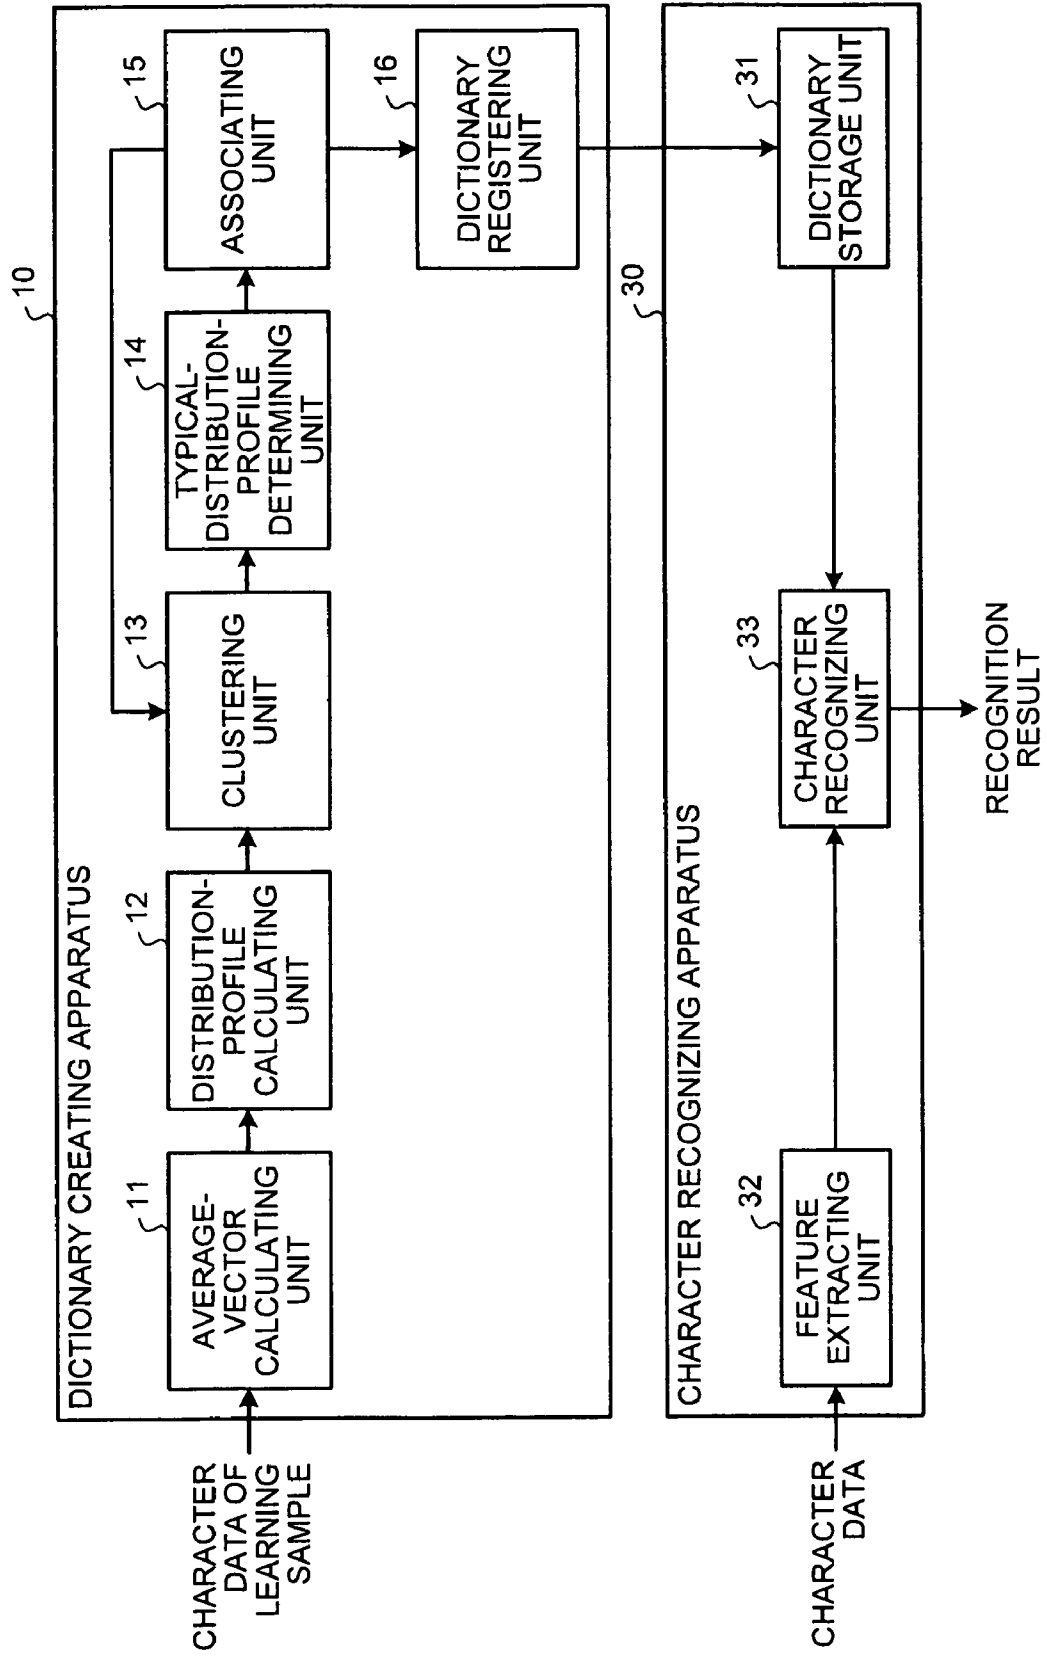 DICTIONARY CREATING APPARATUS
10
CHARACTER
DATA OF
LEARNING
SAMPLE
11
AVERAGE-
VECTOR
CALCULATING
UNIT
12
DISTRIBUTION-
PROFILE
CALCULATING
UNIT
13
CLUSTERING
UNIT
14
TYPICAL-
DISTRIBUTION-
PROFILE
DETERMINING
UNIT
15
ASSOCIATING
UNIT
16
DICTIONARY
REGISTERING
UNIT
CHARACTER RECOGNIZING APPARATUS
30
CHARACTER
DATA
32
FEATURE
EXTRACTING
UNIT
33
CHARACTER
RECOGNIZING
UNIT
31
DICTIONARY
STORAGE UNIT
RECOGNITION
RESULT